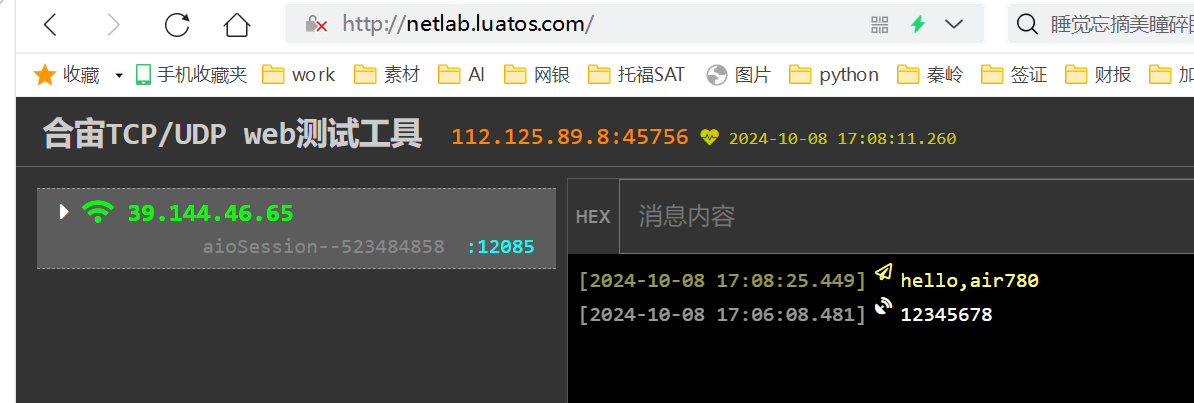 http://netlab.luatos.com/
睡觉忘摘美瞳碎
收藏 手机收藏夹 work 素材 AI 网银 托福SAT 图片 python 秦岭 签证 财报 加
合宙TCP/UDP web测试工具 112.125.89.8:45756 2024-10-08 17:08:11.260
39.144.46.65
aioSession--523484858 :12085
HEX 消息内容
[2024-10-08 17:08:25.449] hello,air780
[2024-10-08 17:06:08.481] 12345678